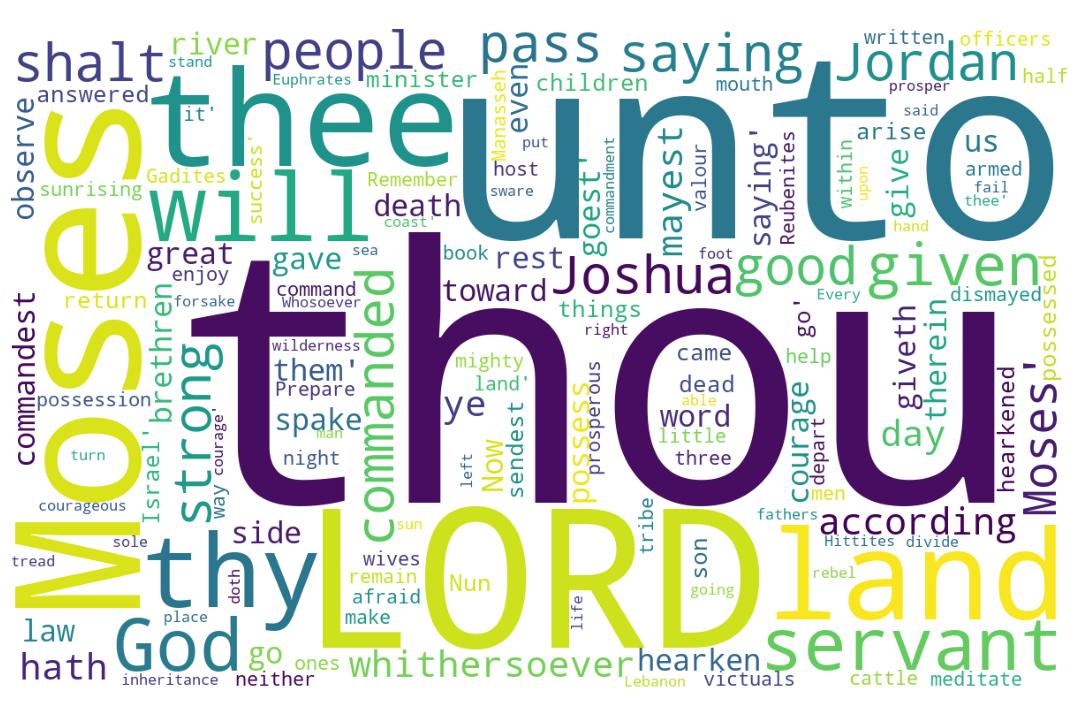 shalt
river
people
pass
saying
written
officers
stand
Euphrates
minister
children
mouth
Jordan
half
prosper
said
observe
answered
it'
thee
Manasseh
even
put
unto
host
sware
goest'
commandment
mayest
valour
saying'
Reubenites
arise
within
upon
give
us
armed
fail
thee'
hand
Moses
sunrising
Gadites
success'
will
Remember
death
coast'
great
enjoy
gave
sea
book
rest
toward
Joshua
foot
good
given
Every
dismayed
possessed
return
forsake
command
Whosoever
commanded
things
right
go'
giveth
therein
commandest
brethren
wilderness
them'
Prepare
spake
man
night
thou
mighty
land'
ye
left
Now
sendest
possess
prosperous
came
dead
able
word
little
three
help
courage
depart
day
men
hearkened
Moses'
possession
turn
courageous
Israel'
strong
way
courage'
fathers
according
Hittites
divide
sole
tread
side
sun
wives
remain
afraid
make
LORD
Nun
tribe
son
going
life
rebel
land
thy
doth
place
law
hath
God
go
ones
inheritance
neither
whithersoever
hearken
Lebanon
victuals
servant
cattle
meditate